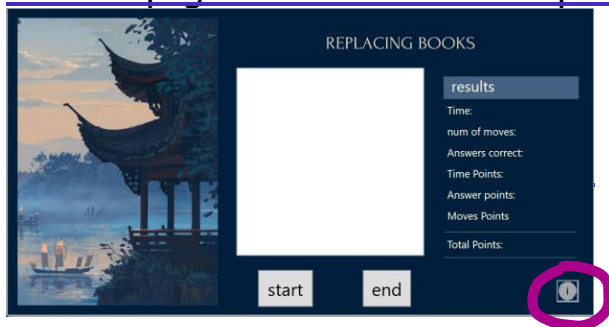 REPLACING BOOKS
results
Time:
num of moves:
Answers correct:
Time Points:
Answer points:
Moves Points
Total Points:
start end
i